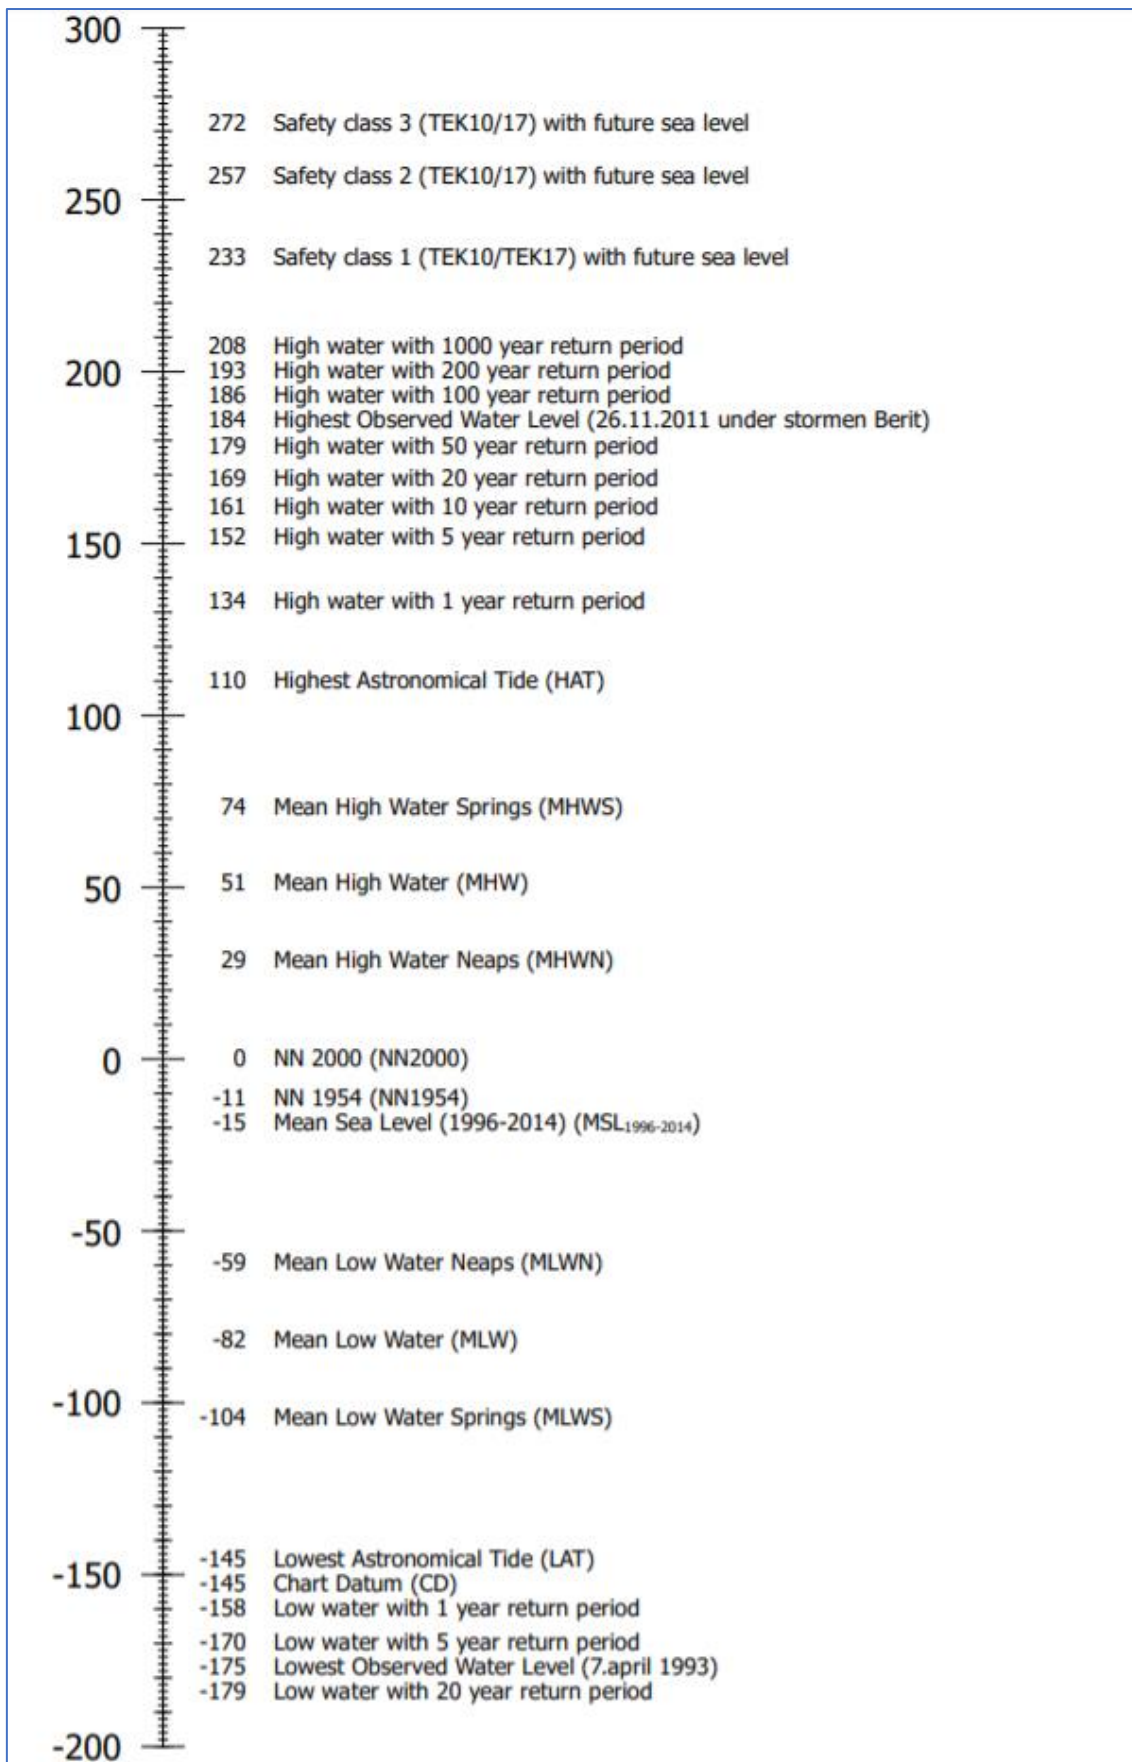 300
272 Safety class 3 (TEK10/17) with future sea level
257 Safety class 2 (TEK10/17) with future sea level
250
233 Safety class 1 (TEK10/TEK17) with future sea level
208 High water with 1000 year return period
200
193 High water with 200 year return period
186 High water with 100 year return period
184 Highest Observed Water Level (26.11.2011 under stormen Berit)
179 High water with 50 year return period
169 High water with 20 year return period
161 High water with 10 year return period
152 High water with 5 year return period
150
134 High water with 1 year return period
110 Highest Astronomical Tide (HAT)
100
74 Mean High Water Springs (MHWS)
51 Mean High Water (MHW)
50
29 Mean High Water Neaps (MHWN)
0
0 NN 2000 (NN2000)
-11 NN 1954 (NN1954)
-15 Mean Sea Level (1996-2014) (MSL1996-2014)
-50
-59 Mean Low Water Neaps (MLWN)
-82 Mean Low Water (MLW)
-100
-104 Mean Low Water Springs (MLWS)
-145 Lowest Astronomical Tide (LAT)
-150
-145 Chart Datum (CD)
-158 Low water with 1 year return period
-170 Low water with 5 year return period
-175 Lowest Observed Water Level (7.april 1993)
-179 Low water with 20 year return period
-200